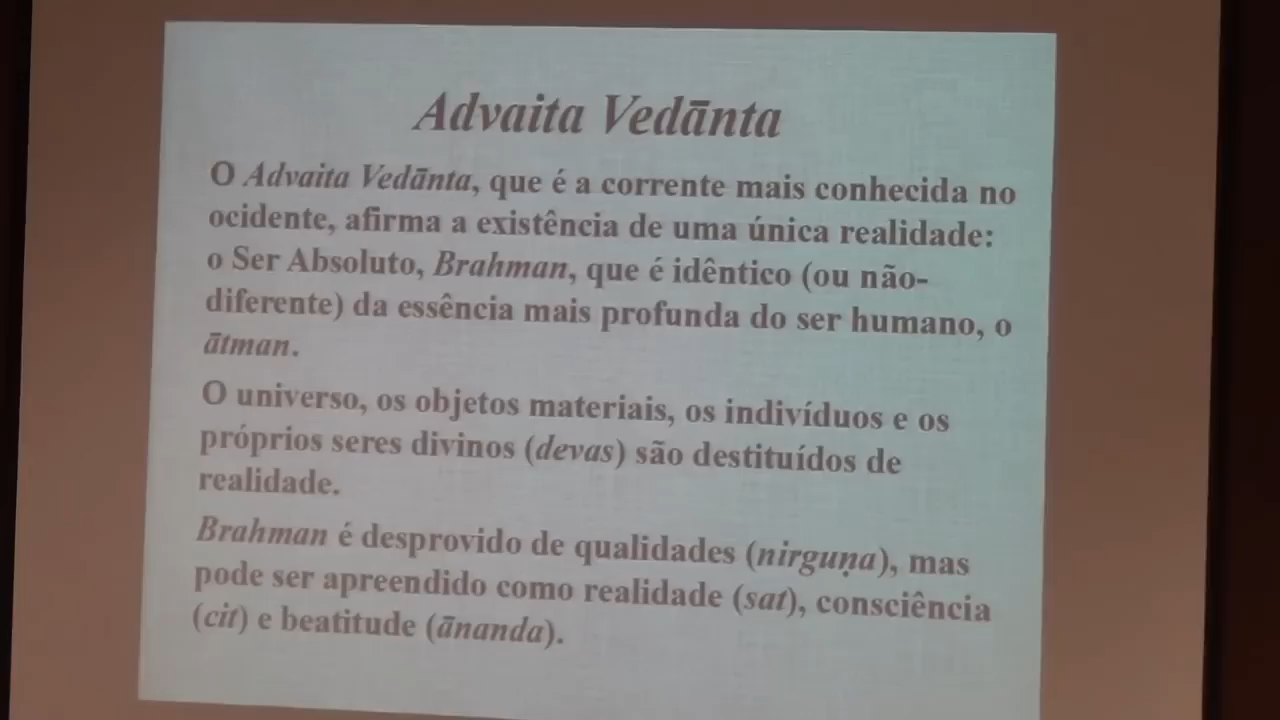 Advaita Vedānta
O Advaita Vedānta, que é a corrente mais conhecida no
ocidente, afirma a existência de uma única realidade:
o Ser Absoluto, Brahman, que é idêntico (ou não-
diferente) da essência mais profunda do ser humano, o
ātman.
O universo, os objetos materiais, os indivíduos e os
próprios seres divinos (devas) são destituídos de
realidade.
Brahman é desprovido de qualidades (nirguṇa), mas
pode ser apreendido como realidade (sat), consciência
(cit) e beatitude (ānanda).